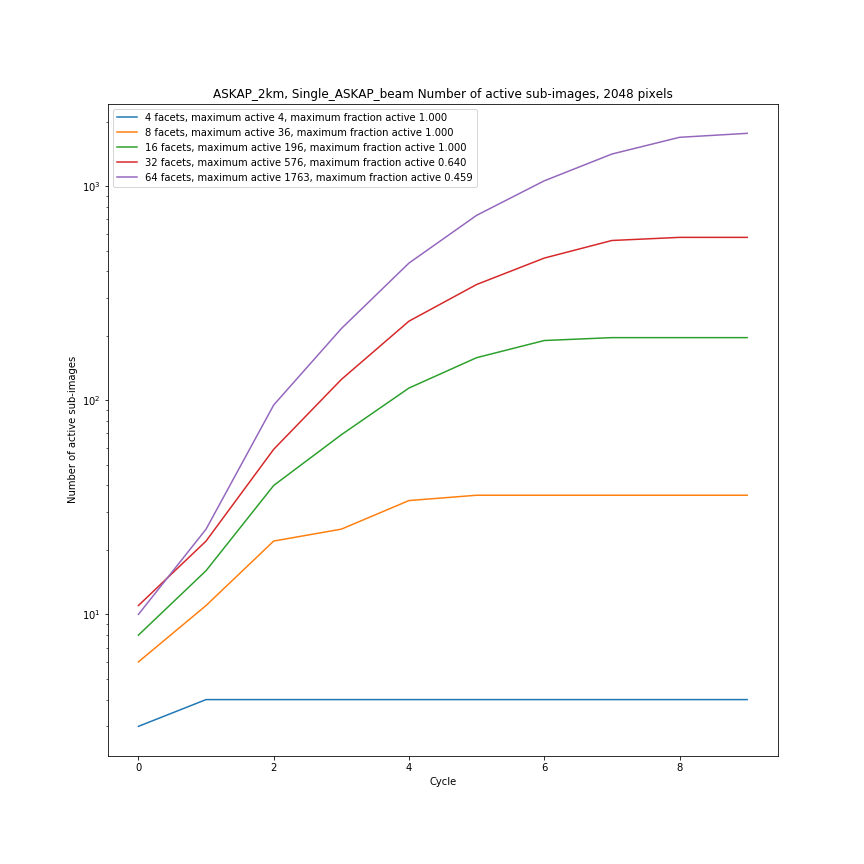 ASKAP_2km, Single_ASKAP_beam Number of active sub-images, 2048 pixels
4 facets, maximum active 4, maximum fraction active 1.000
8 facets, maximum active 36, maximum fraction active 1.000
16 facets, maximum active 196, maximum fraction active 1.000
32 facets, maximum active 576, maximum fraction active 0.640
64 facets, maximum active 1763, maximum fraction active 0.459
10³
10²
10¹
Number of active sub-images
0 2 4 6 8
Cycle